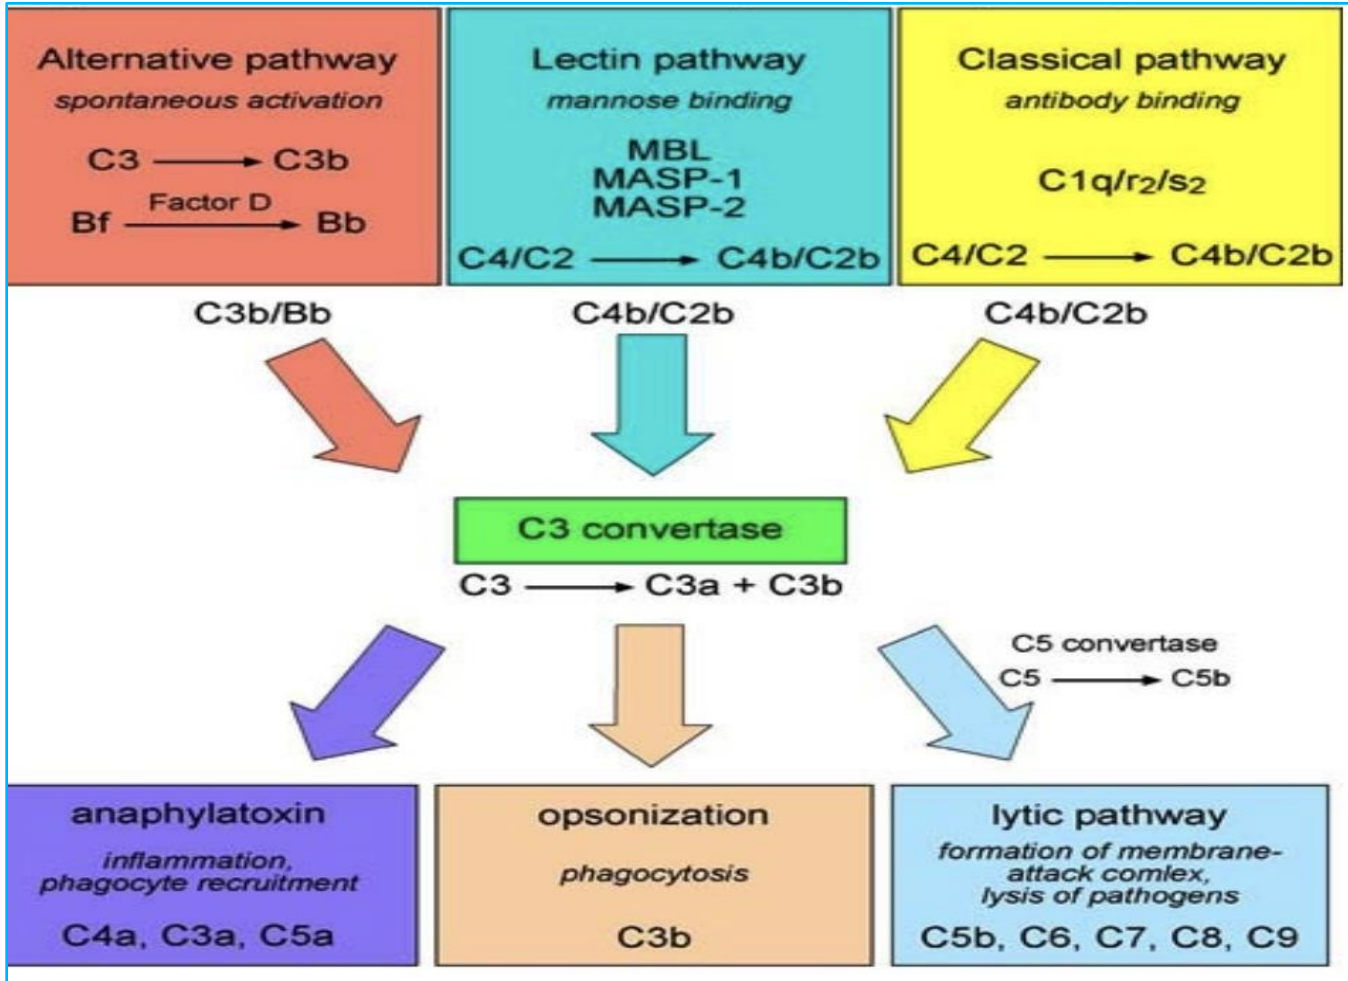 Alternative pathway
spontaneous activation
C3 ⟶ C3b
Factor D
Bf ⟶ Bb
Lectin pathway
mannose binding
MBL
MASP-1
MASP-2
C4/C2 ⟶ C4b/C2b
Classical pathway
antibody binding
C1q/r₂/s₂
C4/C2 ⟶ C4b/C2b
C3b/Bb
C4b/C2b
C4b/C2b
C3 convertase
C3 ⟶ C3a + C3b
C5 convertase
C5 ⟶ C5b
anaphylatoxin
inflammation,
phagocyte recruitment
C4a, C3a, C5a
opsonization
phagocytosis
C3b
lytic pathway
formation of membrane-
attack comlex,
lysis of pathogens
C5b, C6, C7, C8, C9